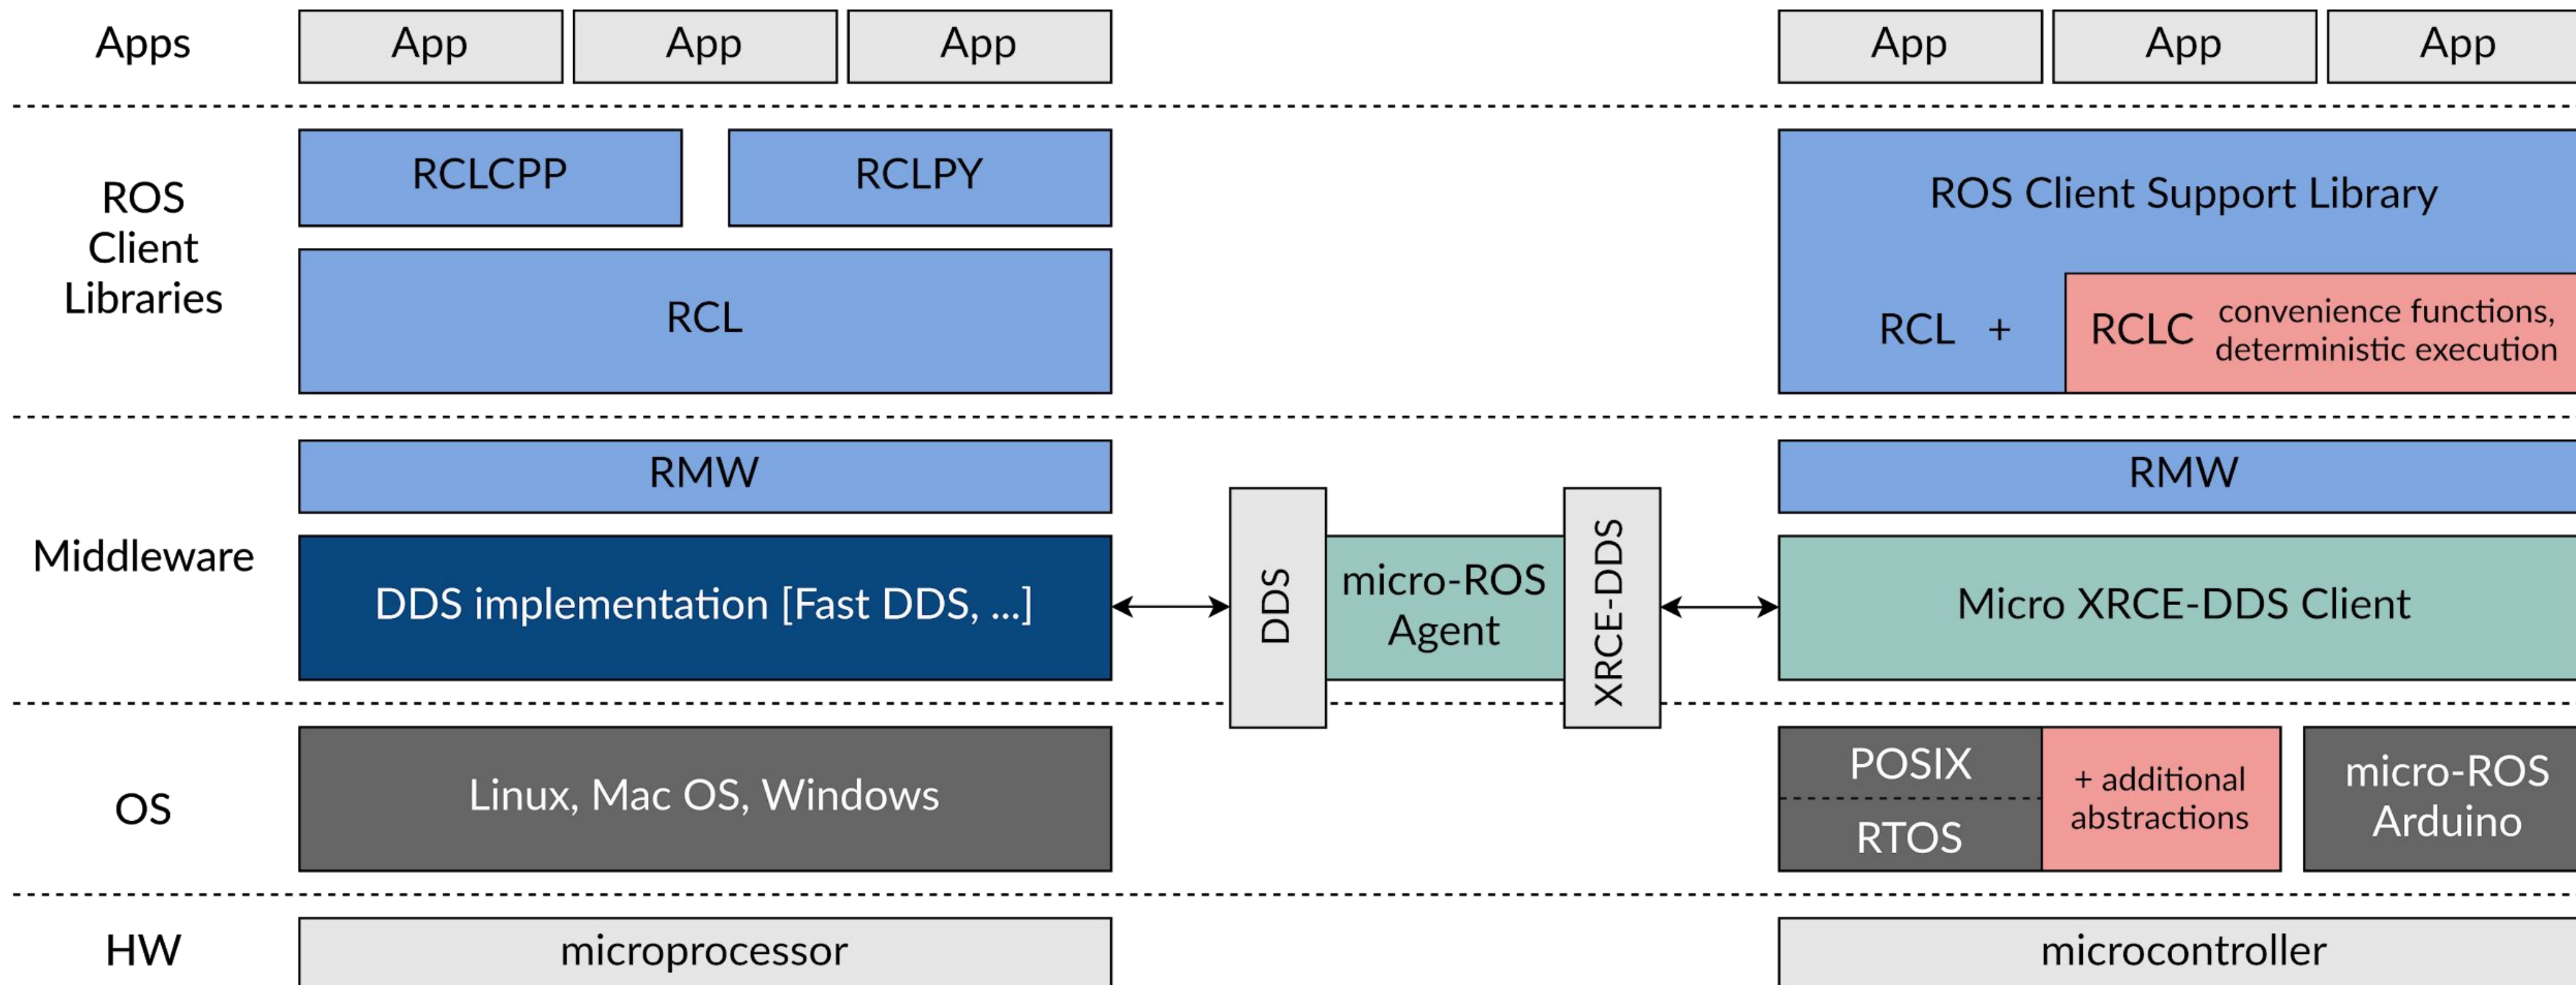 Apps
App
App
App
App
App
App
ROS
Client
Libraries
RCLCPP
RCLPY
RCL
ROS Client Support Library
RCL +
RCLC
convenience functions,
deterministic execution
Middleware
RMW
DDS implementation [Fast DDS, ...]
DDS
micro-ROS
Agent
XRCE-DDS
RMW
Micro XRCE-DDS Client
OS
Linux, Mac OS, Windows
POSIX
RTOS
+ additional
abstractions
micro-ROS
Arduino
HW
microprocessor
microcontroller